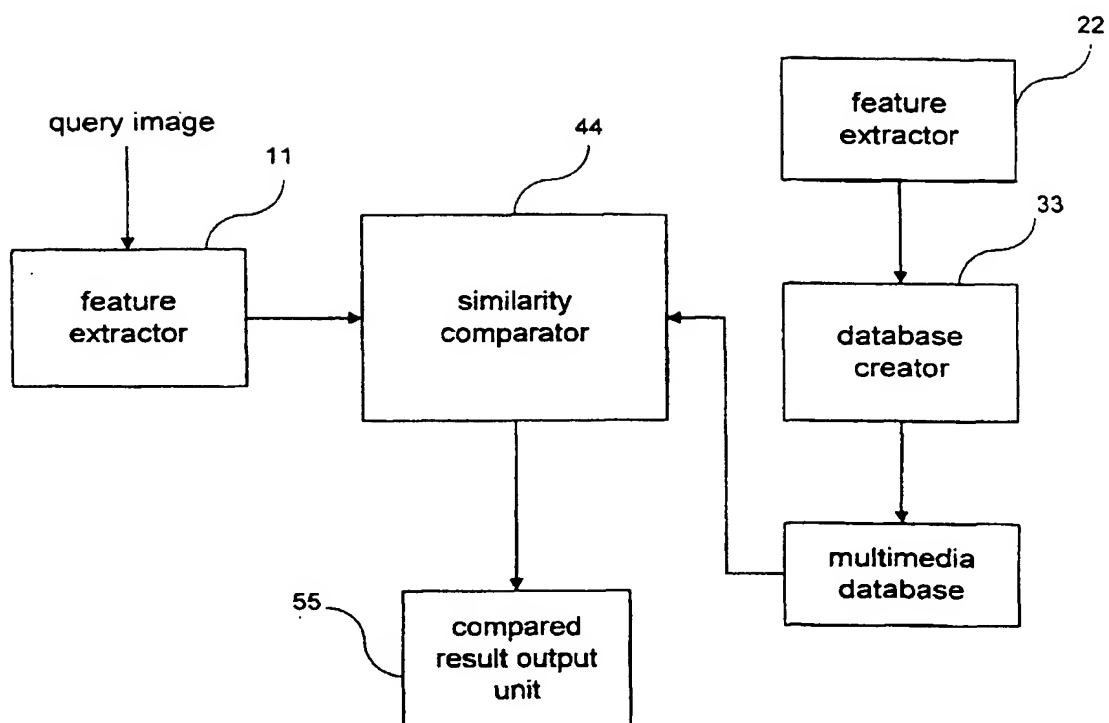 22
feature
extractor
query image
44
11
33
feature
extractor
similarity
comparator
database
creator
multimedia
database
55
compared
result output
unit